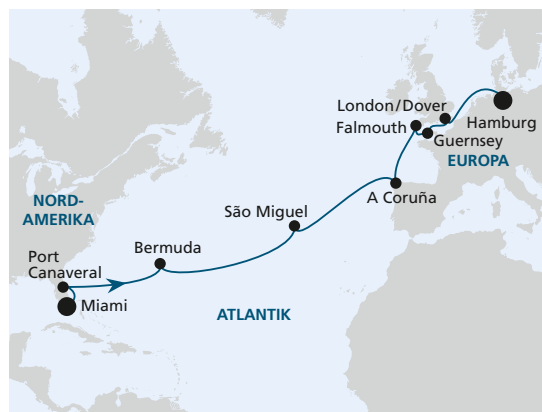 London/Dover
Falmouth
Hamburg
Guernsey
EUROPA
A Coruña
NORD-
AMERIKA
São Miguel
Bermuda
Port
Canaveral
Miami
ATLANTIK